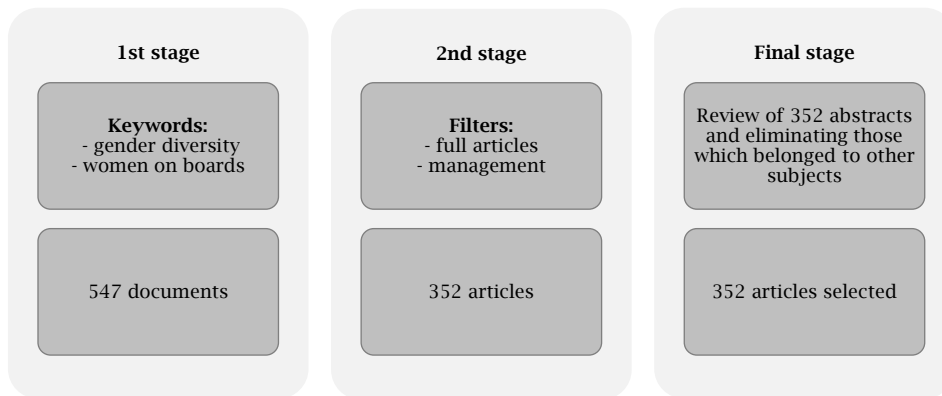 1st stage
Keywords:
- gender diversity
- women on boards
547 documents
2nd stage
Filters:
- full articles
- management
352 articles
Final stage
Review of 352 abstracts
and eliminating those
which belonged to other
subjects
352 articles selected